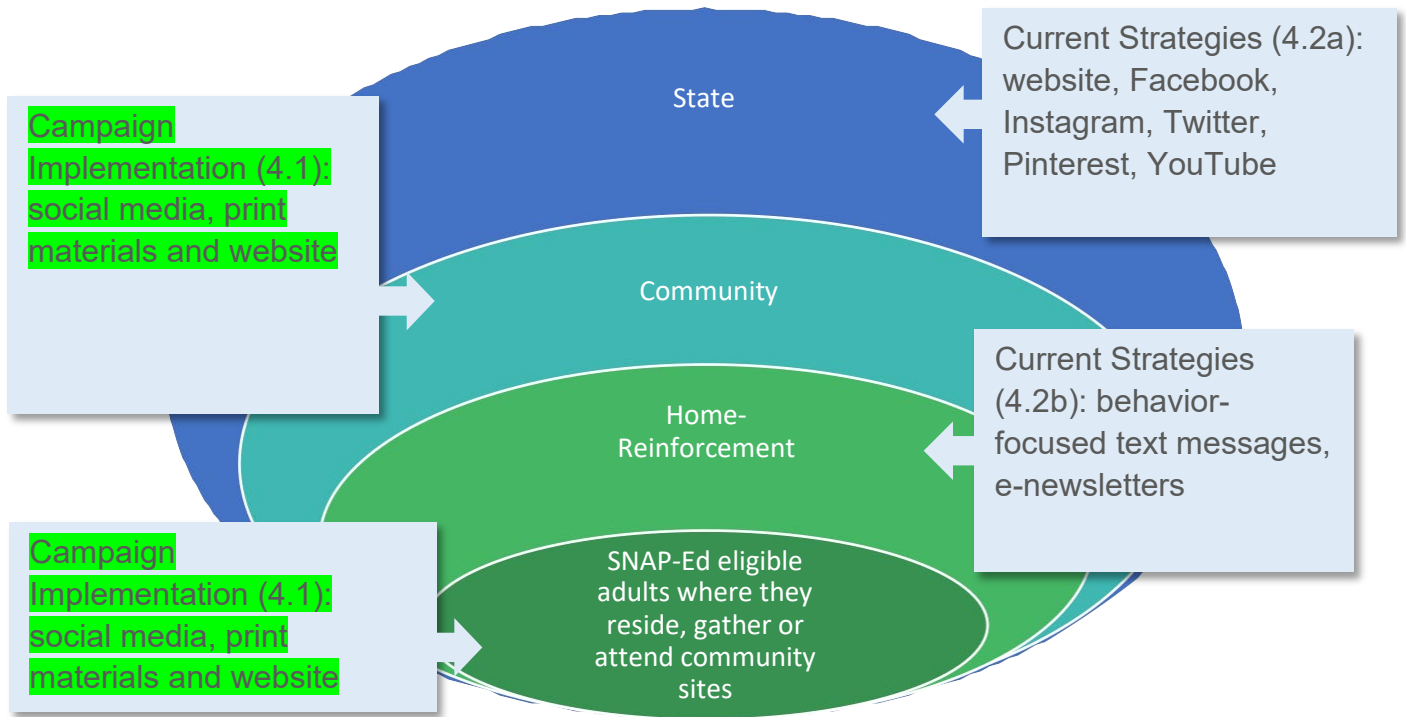 State
Current Strategies (4.2a):
website, Facebook,
Instagram, Twitter,
Pinterest, YouTube
Campaign
Implementation (4.1):
social media, print
materials and website
Community
Home-
Reinforcement
Current Strategies
(4.2b): behavior-
focused text messages,
e-newsletters
Campaign
Implementation (4.1):
social media, print
materials and website
SNAP-Ed eligible
adults where they
reside, gather or
attend community
sites